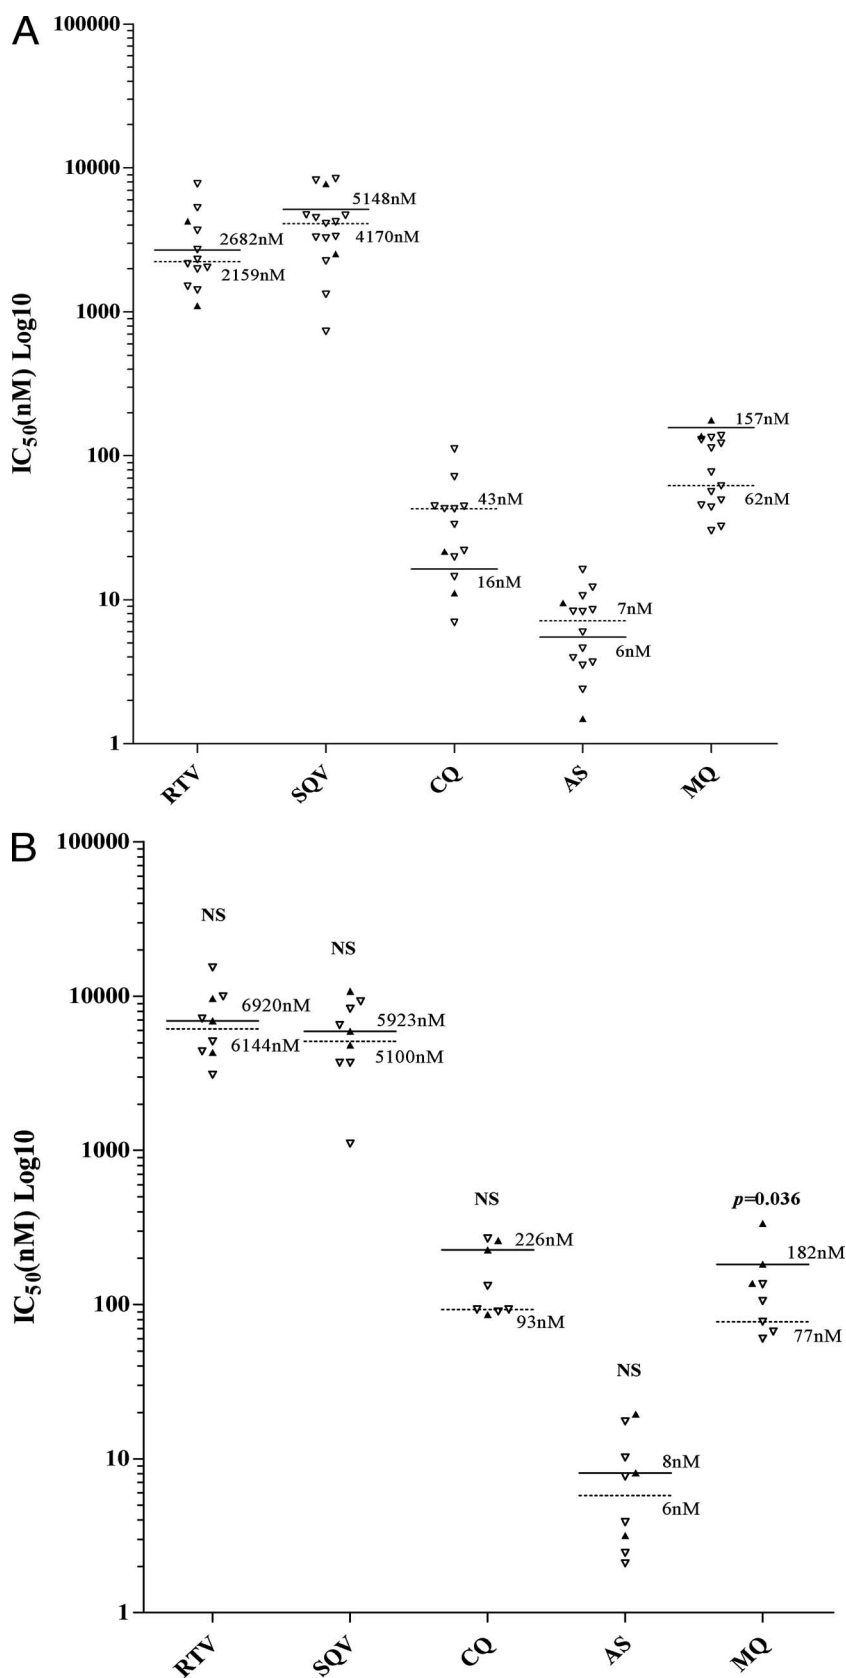 A
100000
10000
1000
100
10
1
IC50(nM) Log10
2682nM
2159nM
5148nM
4170nM
43nM
16nM
7nM
6nM
157nM
62nM
RTV
SQV
CQ
AS
MQ
B
100000
10000
1000
100
10
1
IC50(nM) Log10
NS
6920nM
6144nM
NS
5923nM
5100nM
NS
226nM
93nM
NS
8nM
6nM
p=0.036
182nM
77nM
RTV
SQV
CQ
AS
MQ